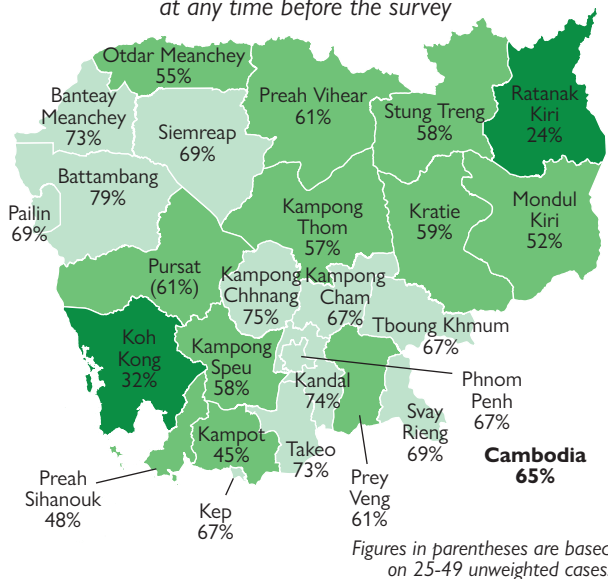 at any time before the survey
Otdar Meanchey
55%
Banteay
Meanchey
73%
Siemreap
69%
Preah Vihear
61%
Stung Treng
58%
Ratanak
Kiri
24%
Battambang
79%
Pailin
69%
Kampong
Thom
57%
Kratie
59%
Mondul
Kiri
52%
Pursat
(61%)
Kampong
Chhnang
75%
Kampong
Cham
67%
Tboung Khmum
67%
Koh
Kong
32%
Kampong
Speu
58%
Kandal
74%
Phnom
Penh
67%
Svay
Rieng
69%
Kampot
45%
Takeo
73%
Prey
Veng
61%
Preah
Sihanouk
48%
Kep
67%
Cambodia
65%
Figures in parentheses are based
on 25-49 unweighted cases.